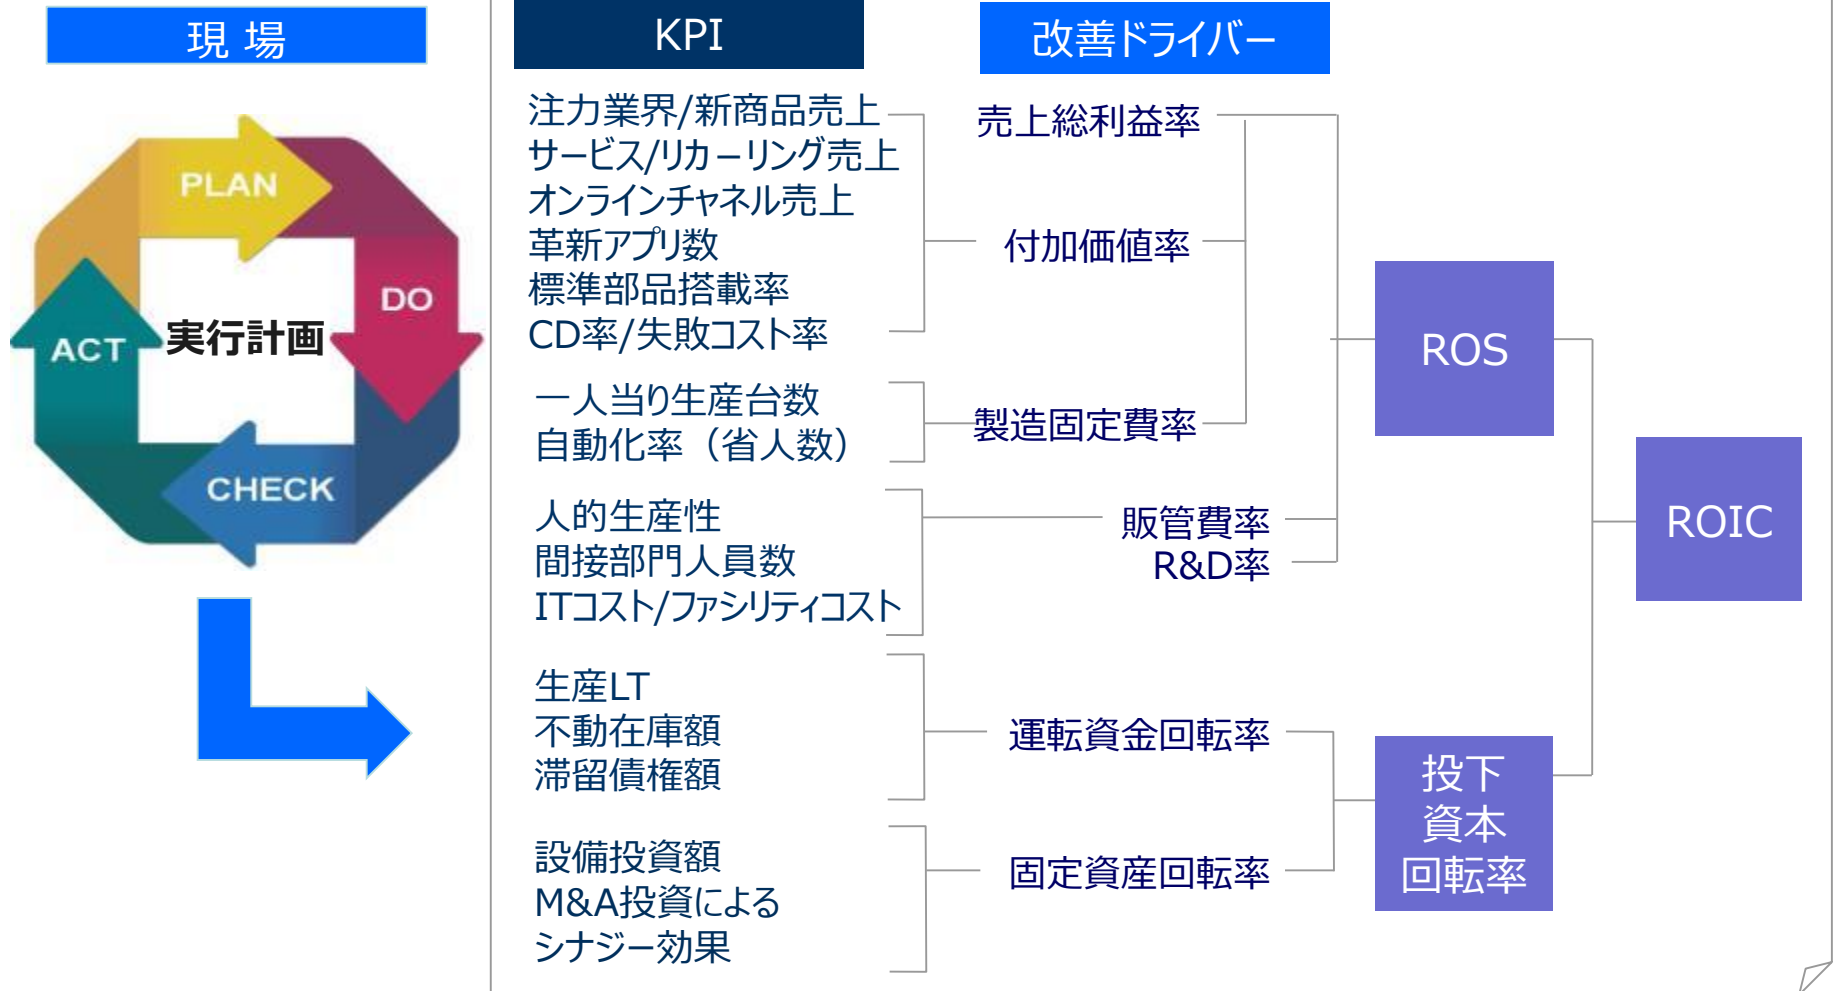 現 場
PLAN
DO
ACT
実行計画
CHECK
KPI
注力業界/新商品売上
サービス/リカーリング売上
オンラインチャネル売上
革新アプリ数
標準部品搭載率
CD率/失敗コスト率
一人当り生産台数
自動化率（省人数）
人的生産性
間接部門人員数
ITコスト/ファシリティコスト
生産LT
不動在庫額
滞留債権額
設備投資額
M&A投資による
シナジー効果
改善ドライバー
売上総利益率
付加価値率
製造固定費率
販管費率
R&D率
運転資金回転率
固定資産回転率
ROS
投下
資本
回転率
ROIC